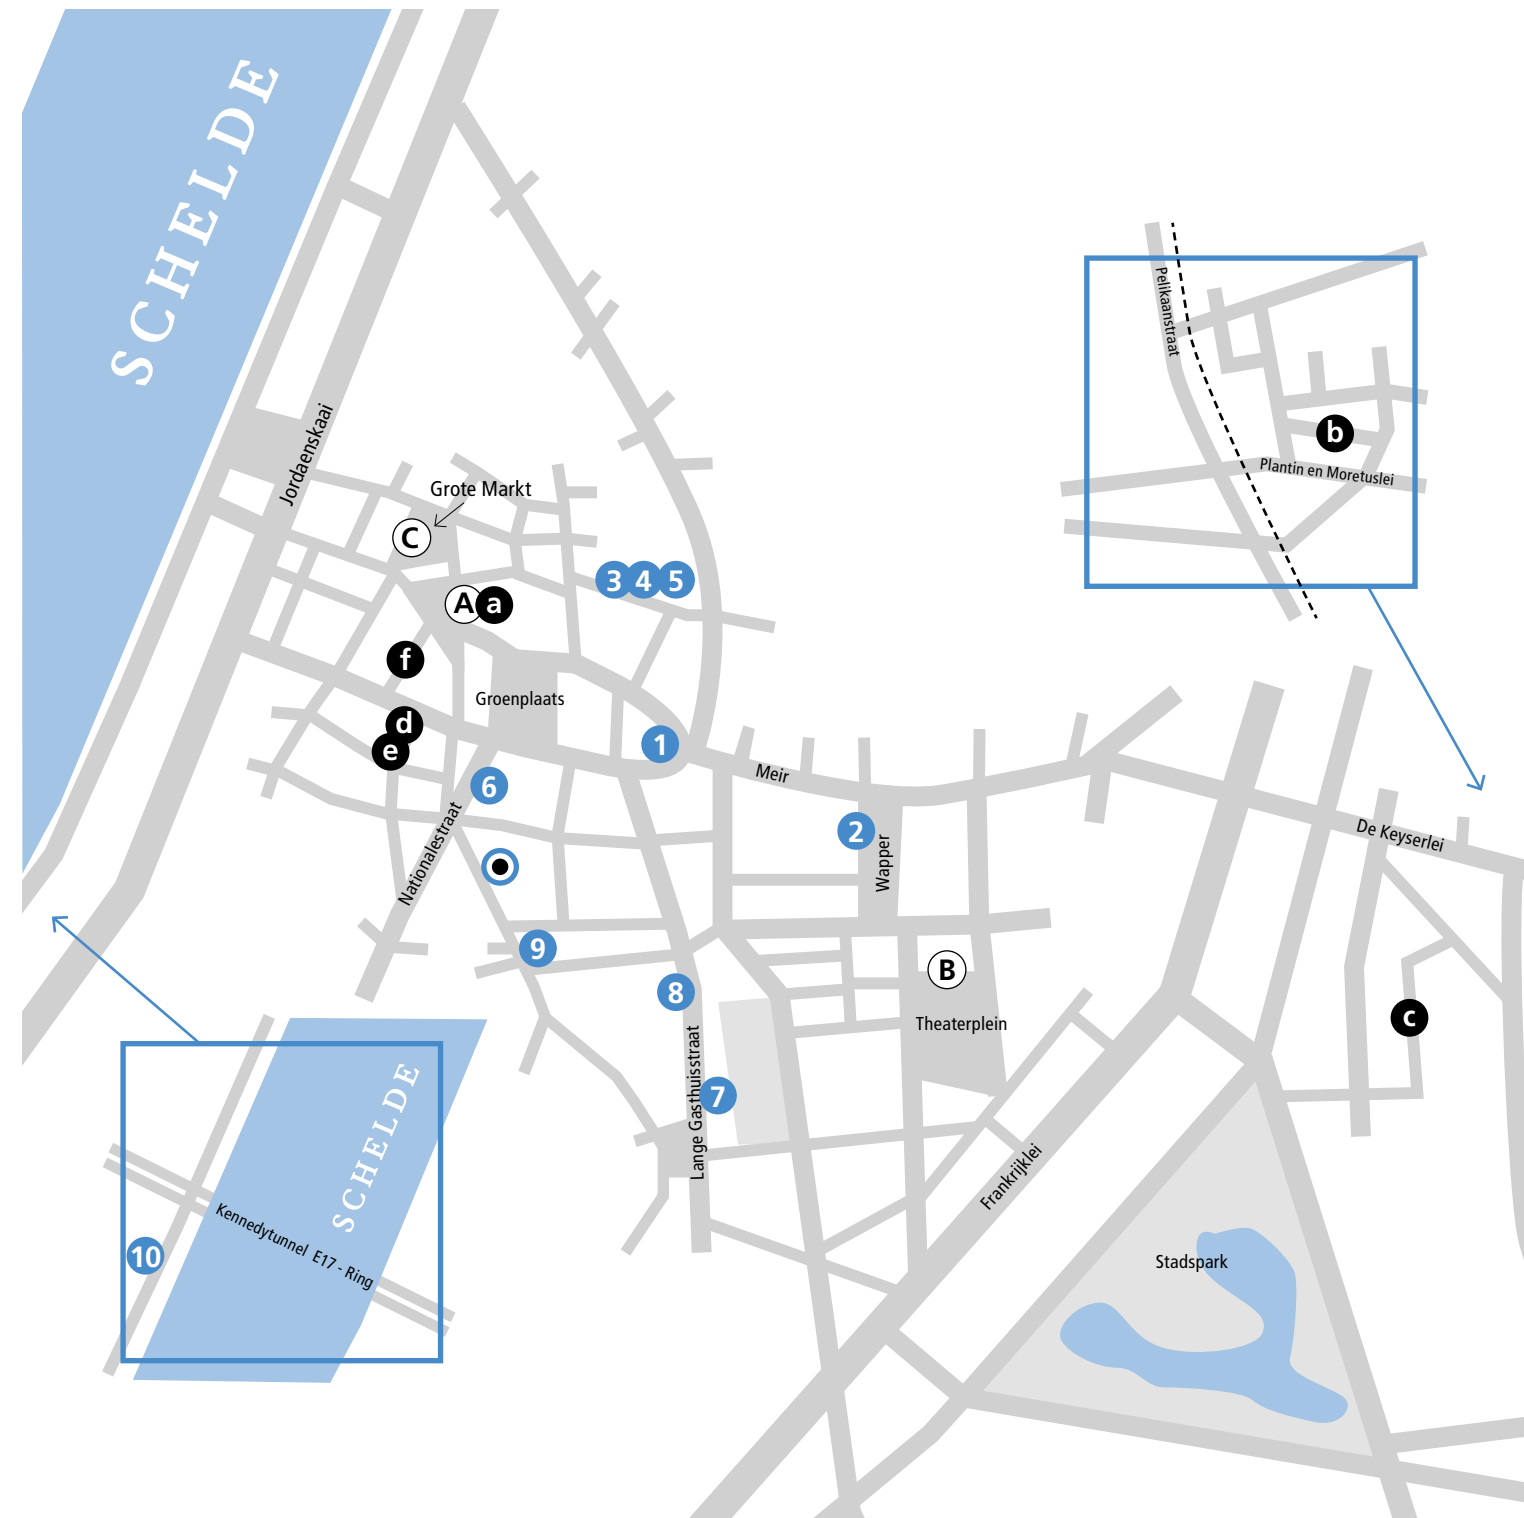 SCHELDE
Pelikaanstraat
Jordaenskaai
b
Plantin en Moretuslei
Grote Markt
C
3
4
5
A
a
f
Groenplaats
d
e
1
6
Meir
2
Wapper
De Keyserlei
Nationalestraat
9
8
B
Theaterplein
c
Lange Gasthuisstraat
7
SCHELDE
Frankrijklei
Kennedytunnel E17 - Ring
10
Stadspark